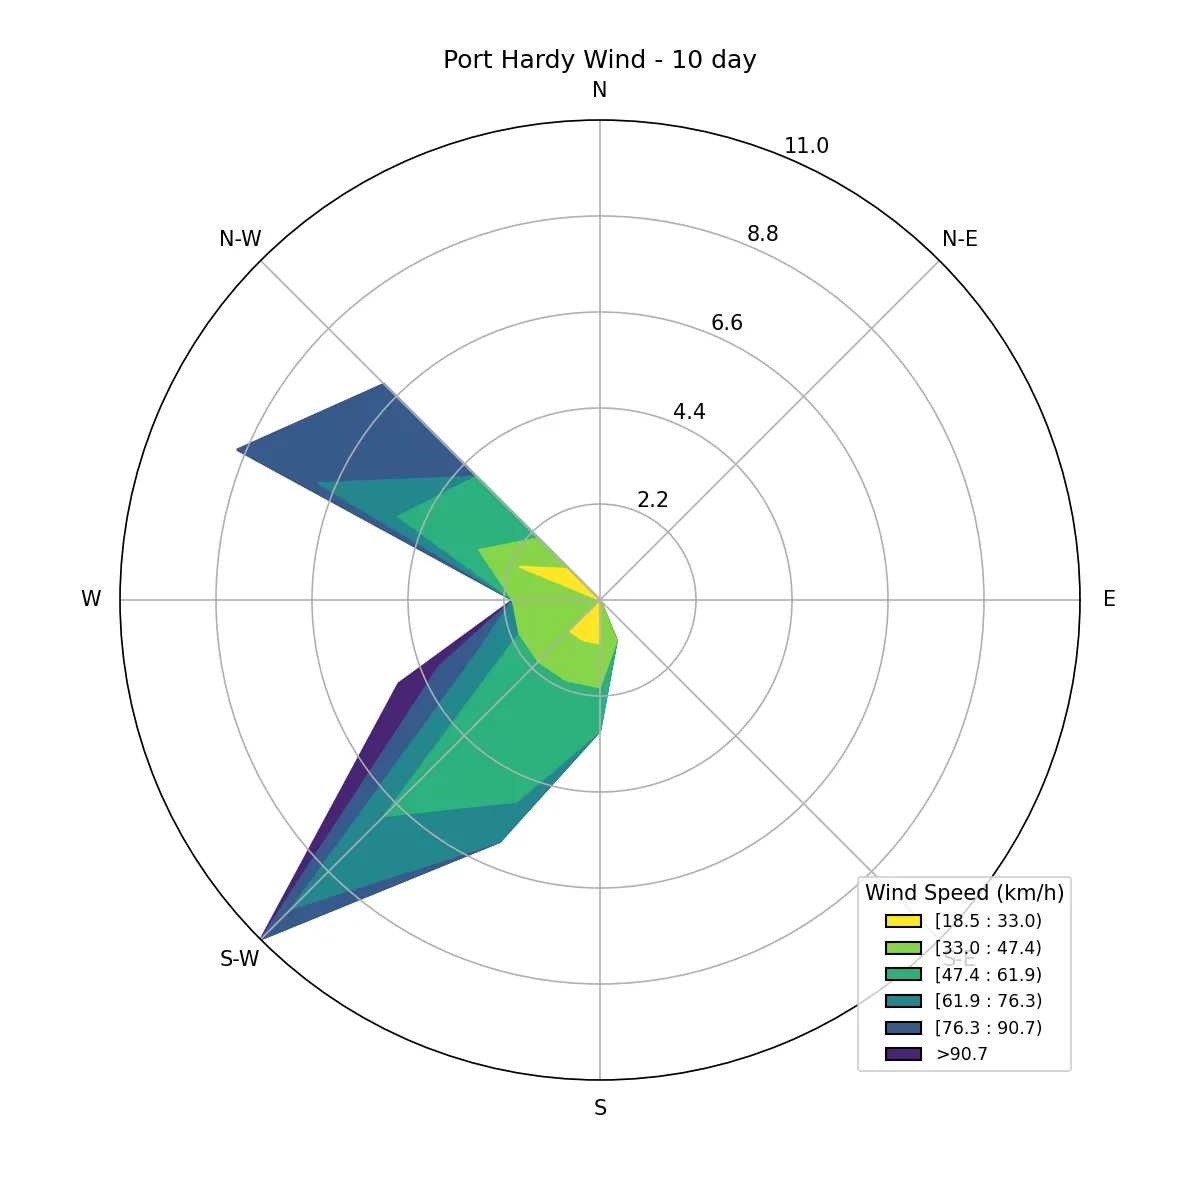 Port Hardy Wind - 10 day
N
11.0
N-W
N-E
8.8
6.6
4.4
2.2
W
E
S-W
S-E
S
Wind Speed (km/h)
[18.5 : 33.0)
[33.0 : 47.4)
[47.4 : 61.9)
[61.9 : 76.3)
[76.3 : 90.7)
>90.7